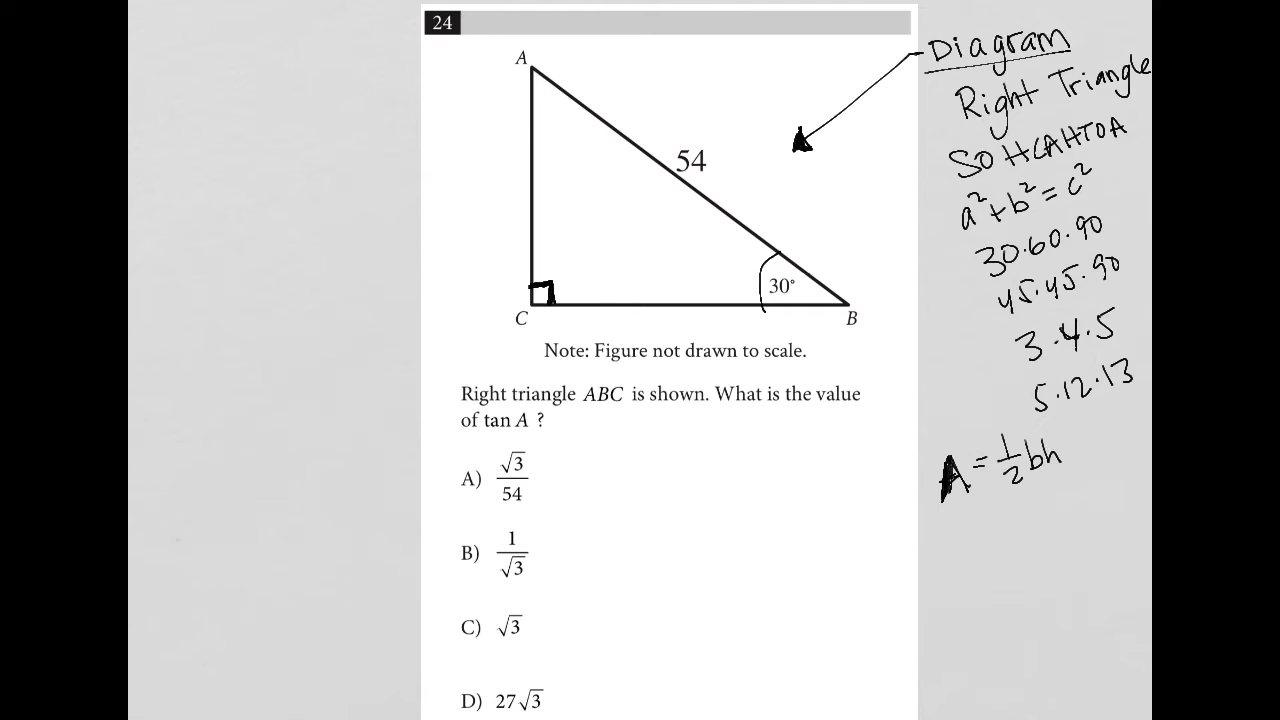 24
A
54
30°
C
B
Note: Figure not drawn to scale.
Right triangle ABC is shown. What is the value
of tan A ?
A) √3/54
B) 1/√3
C) √3
D) 27√3
Diagram
Right Triangle
SOHCAHTOA
a²+b²=c²
30·60·90
45·45·90
3·4·5
5·12·13
A = 1/2 bh